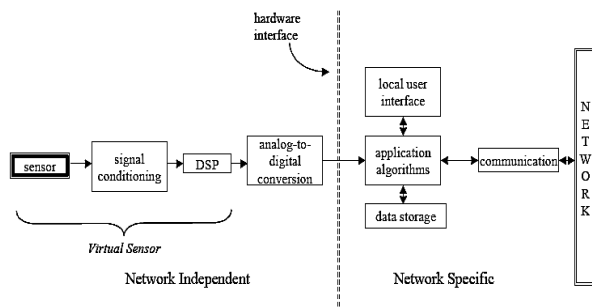 hardware
interface
local user
interface
sensor
signal
conditioning
DSP
analog-to-
digital
conversion
application
algorithms
communication
data storage
NETWORK
Virtual Sensor
Network Independent
Network Specific